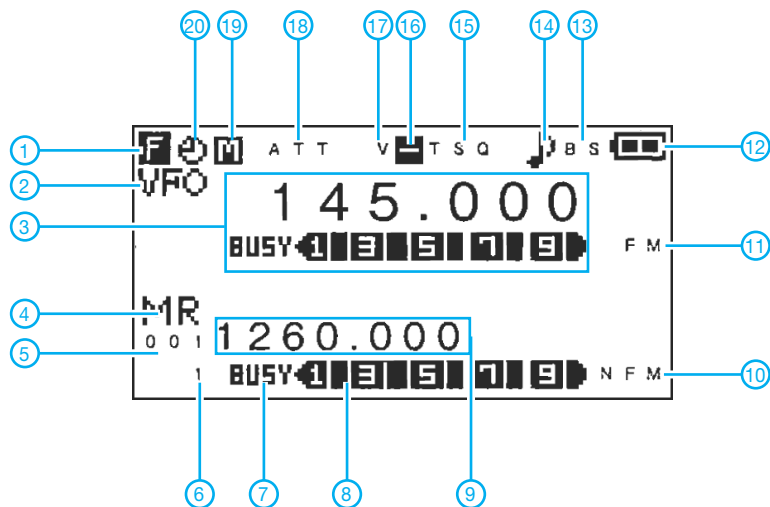 20 19 18 17 16 15 14 13
1 F M ATT V TSQ BS 12
2 VFO
3 145.000
BUSY 1 3 5 7 9 FM 11
4 MR
5 001 1260.000
1 BUSY 1 3 5 7 9 NFM 10
6 7 8 9